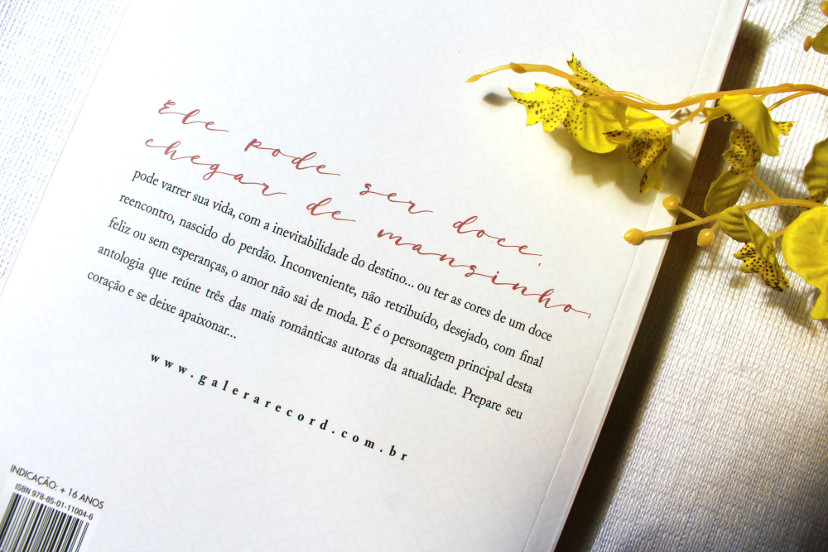 Ele pode ser doce,
chegar de mansinho,
pode varrer sua vida, com a inevitabilidade do destino... ou ter as cores de um doce
reencontro, nascido do perdão. Inconveniente, não retribuído, desejado, com final
feliz ou sem esperanças, o amor não sai de moda. E é o personagem principal desta
antologia que reúne três das mais românticas autoras da atualidade. Prepare seu
coração e se deixe apaixonar...
www.galerarecord.com.br
INDICAÇÃO: + 16 ANOS
ISBN 978-85-01-11004-6